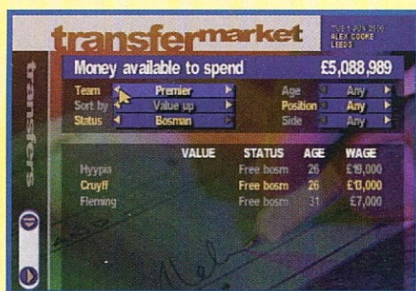 transfermarket
TUE 1 JUN 2000
ALEX COOKE
LEEDS
transfers
Money available to spend £5,088,989
Team Premier Age Any
Sort by Value up Position Any
Status Bosman Side Any
VALUE STATUS AGE WAGE
Hyypia Free bosm 26 £19,000
Cruyff Free bosm 26 £13,000
Fleming Free bosm 31 £7,000